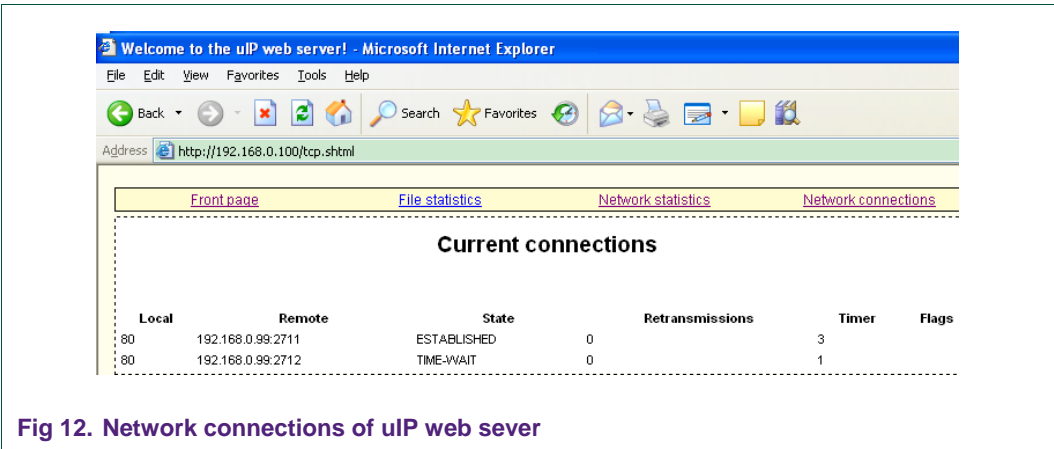 Welcome to the uIP web server! - Microsoft Internet Explorer
File Edit View Favorites Tools Help
Back Search Favorites
Address http://192.168.0.100/tcp.shtml
Front page File statistics Network statistics Network connections
Current connections
Local Remote State Retransmissions Timer Flags
80 192.168.0.99:2711 ESTABLISHED 0 3
80 192.168.0.99:2712 TIME-WAIT 0 1
Fig 12. Network connections of uIP web sever